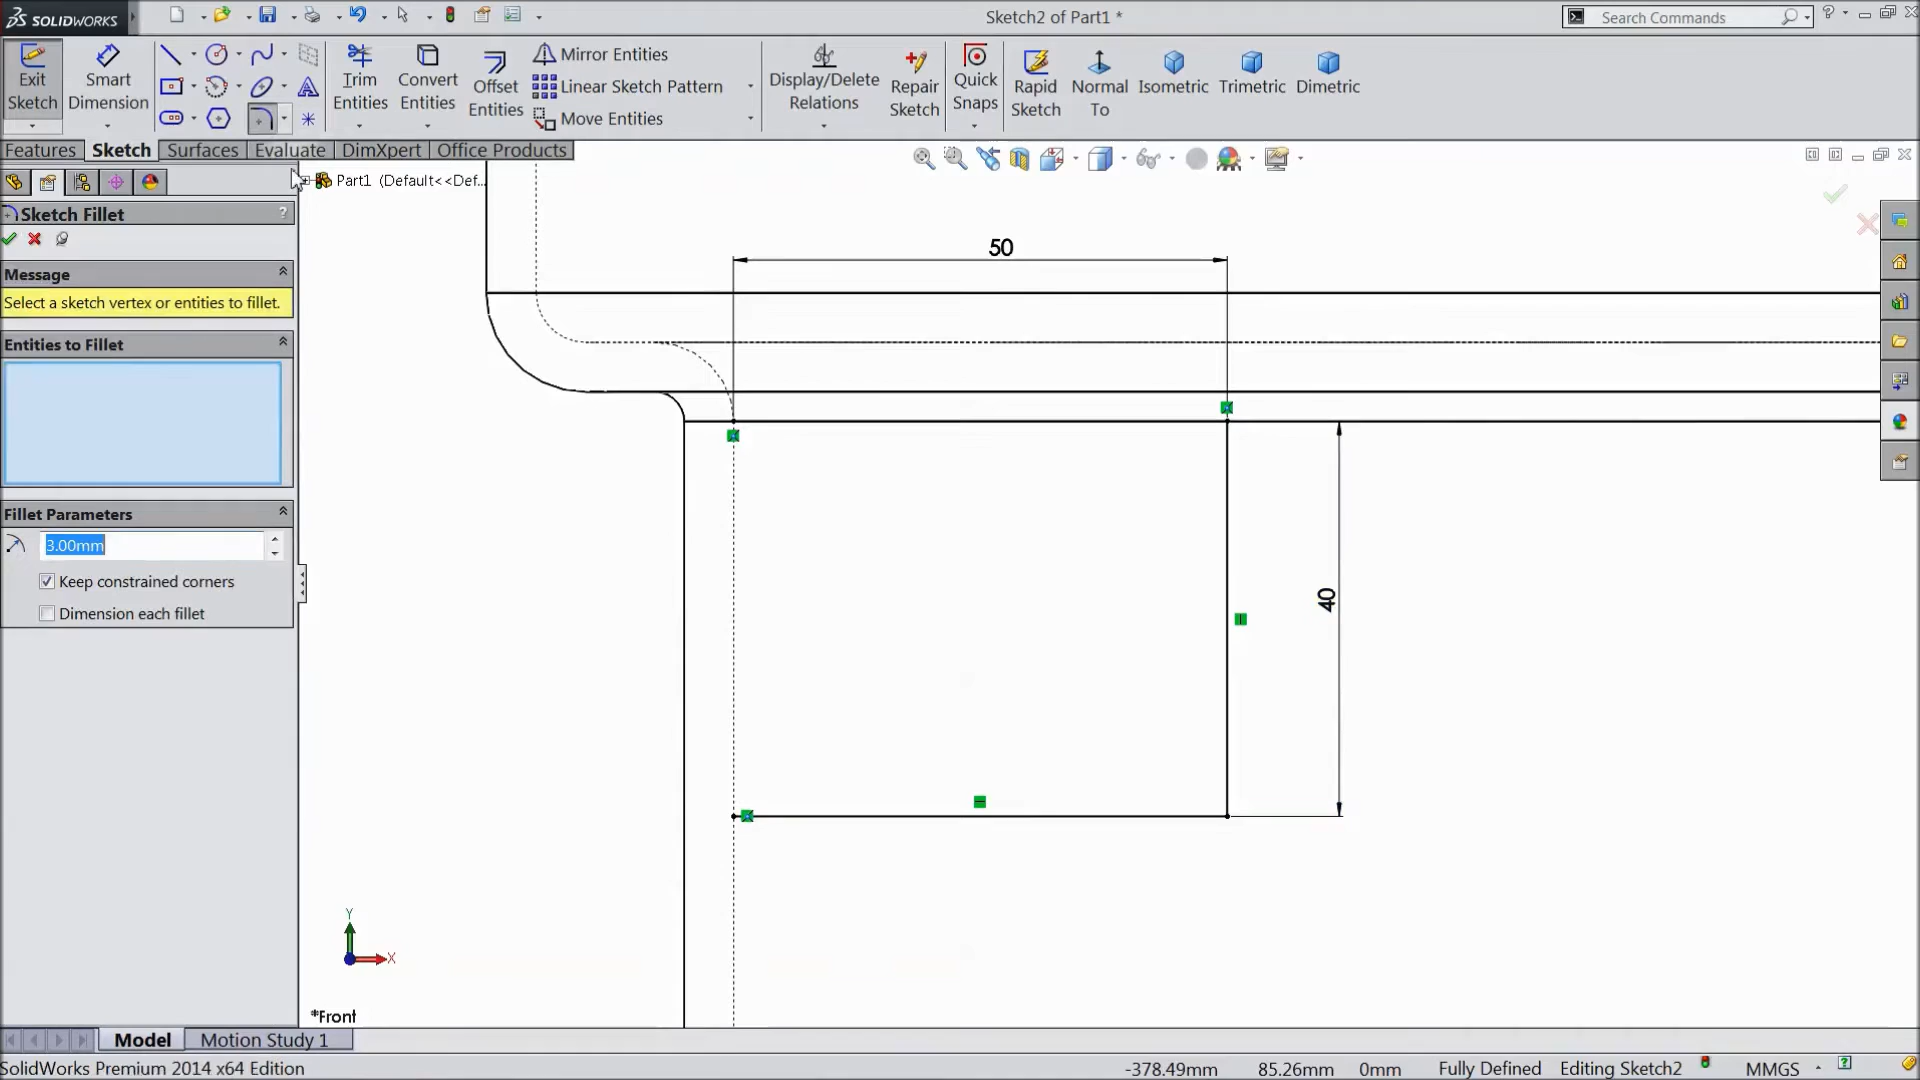 SOLIDWORKS
Sketch2 of Part1 *
Search Commands
Exit Sketch
Smart Dimension
Trim Entities
Convert Entities
Offset Entities
Mirror Entities
Linear Sketch Pattern
Move Entities
Display/Delete Relations
Repair Sketch
Quick Snaps
Rapid Sketch
Normal To
Isometric
Trimetric
Dimetric
Features
Sketch
Surfaces
Evaluate
DimXpert
Office Products
Part1 (Default<<Def...
Sketch Fillet
?
Message
Select a sketch vertex or entities to fillet.
Entities to Fillet
Fillet Parameters
3.00mm
Keep constrained corners
Dimension each fillet
50
40
Y
X
*Front
Model
Motion Study 1
SolidWorks Premium 2014 x64 Edition
-378.49mm
85.26mm
0mm
Fully Defined
Editing Sketch2
MMGS